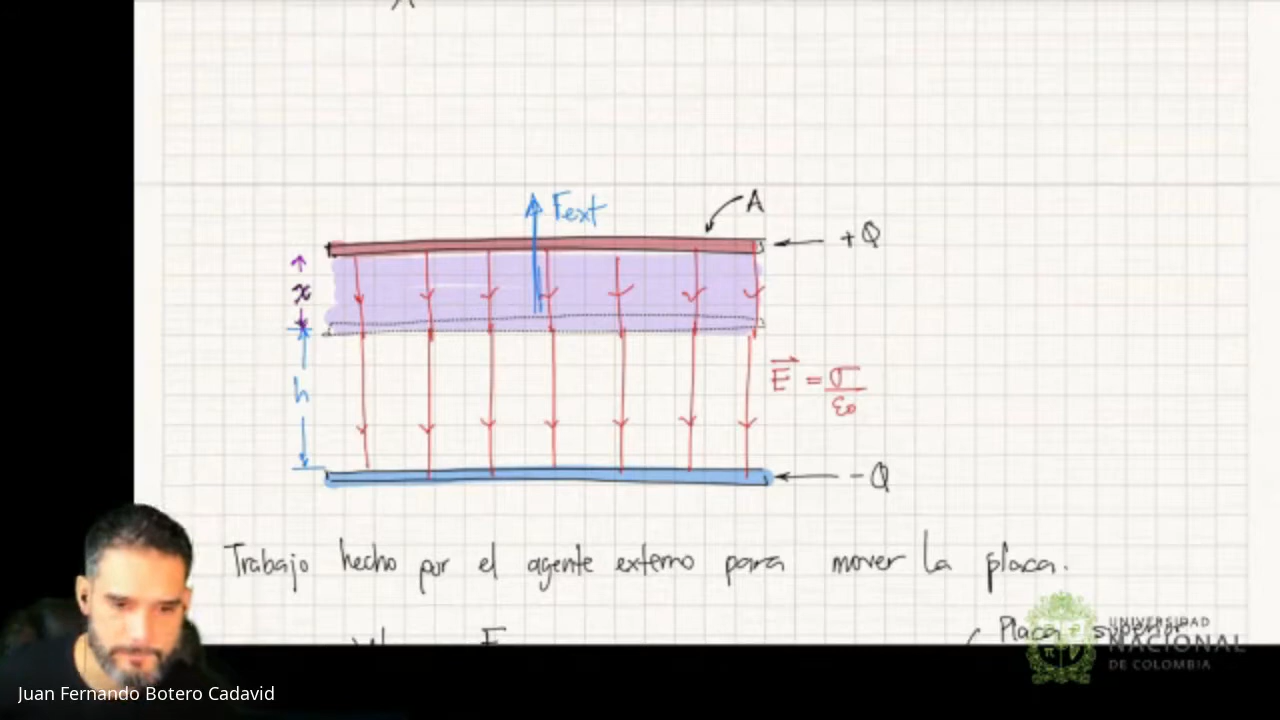 Fext
A
+Q
x
h
E = σ
ε0
-Q
Trabajo hecho por el agente externo para mover la placa.
Placa superior
UNIVERSIDAD
NACIONAL
DE COLOMBIA
Juan Fernando Botero Cadavid